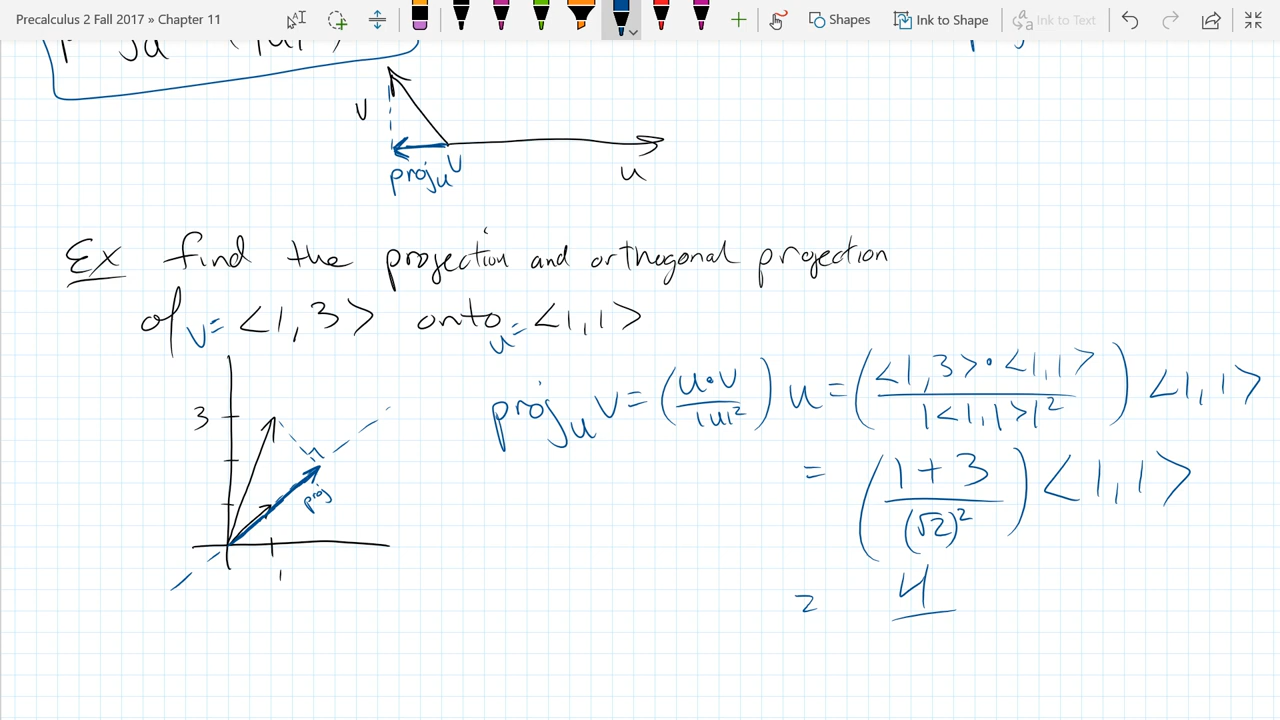 Precalculus 2 Fall 2017 » Chapter 11
Shapes
Ink to Shape
Ink to Text
v
u
proj_u v
Ex find the projection and orthogonal projection
of v= <1,3> onto u= <1,1>
proj_u v = (u·v / |u|²) u = (<1,3>·<1,1> / |<1,1>|²) <1,1>
= (1+3 / (√2)²) <1,1>
= 4
3
proj
1